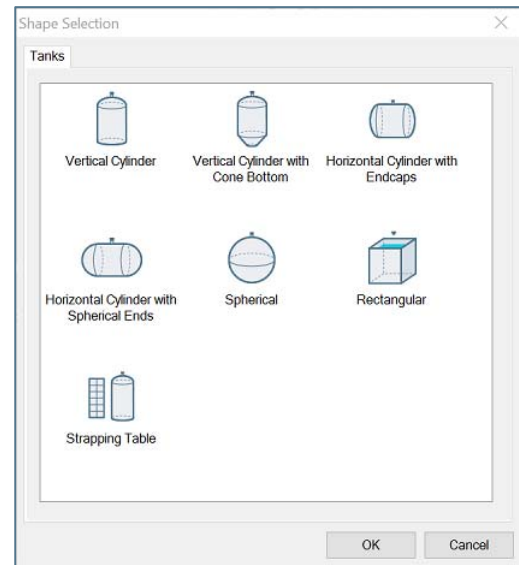 Shape Selection
Tanks
Vertical Cylinder
Vertical Cylinder with
Cone Bottom
Horizontal Cylinder with
Endcaps
Horizontal Cylinder with
Spherical Ends
Spherical
Rectangular
Strapping Table
OK
Cancel